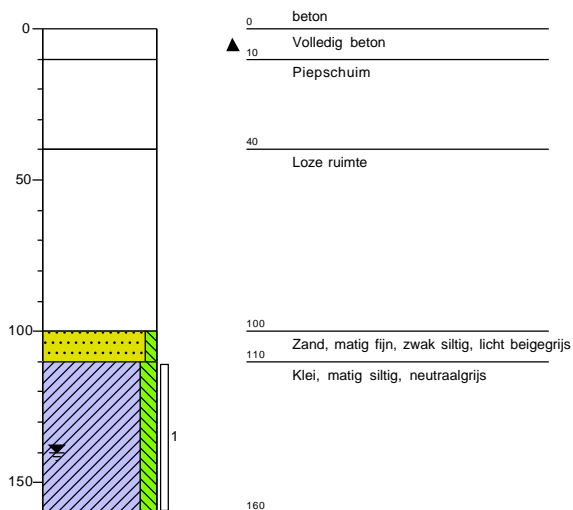 0
beton
0
Volledig beton
10
Piepschuim
40
Loze ruimte
50
100
100
Zand, matig fijn, zwak siltig, licht beigegrijs
110
Klei, matig siltig, neutraalgrijs
1
150
160